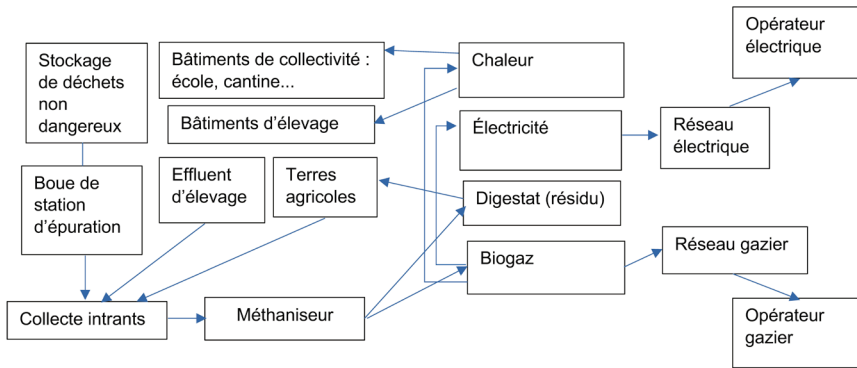 Stockage
de déchets
non
dangereux
Bâtiments de collectivité :
école, cantine...
Bâtiments d’élevage
Chaleur
Électricité
Réseau
électrique
Opérateur
électrique
Boue de
station
d’épuration
Effluent
d’élevage
Terres
agricoles
Digestat (résidu)
Biogaz
Réseau gazier
Opérateur
gazier
Collecte intrants
Méthaniseur